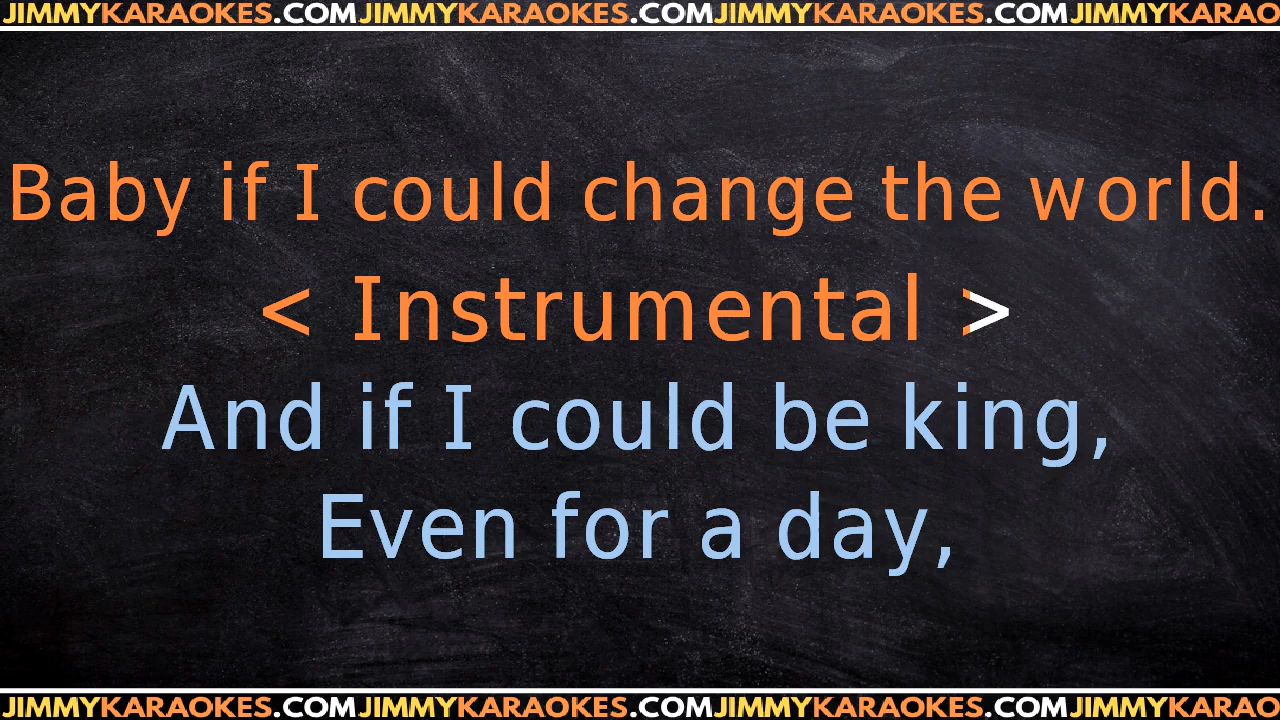 JIMMYKARAOKES.COMJIMMYKARAOKES.COMJIMMYKARAOKES.COMJIMMYKARAO
Baby if I could change the world.
< Instrumental >
And if I could be king,
Even for a day,
JIMMYKARAOKES.COMJIMMYKARAOKES.COMJIMMYKARAOKES.COMJIMMYKARAO